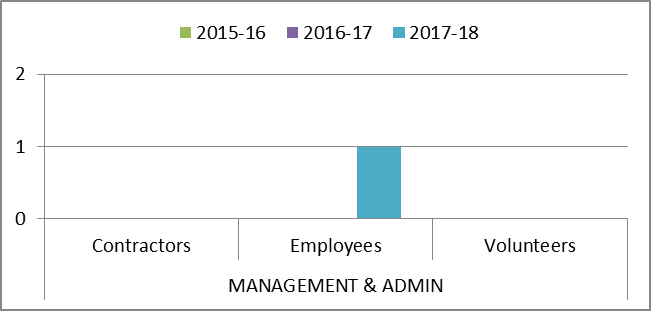 2015-16 2016-17 2017-18
2
1
0
Contractors Employees Volunteers
MANAGEMENT & ADMIN